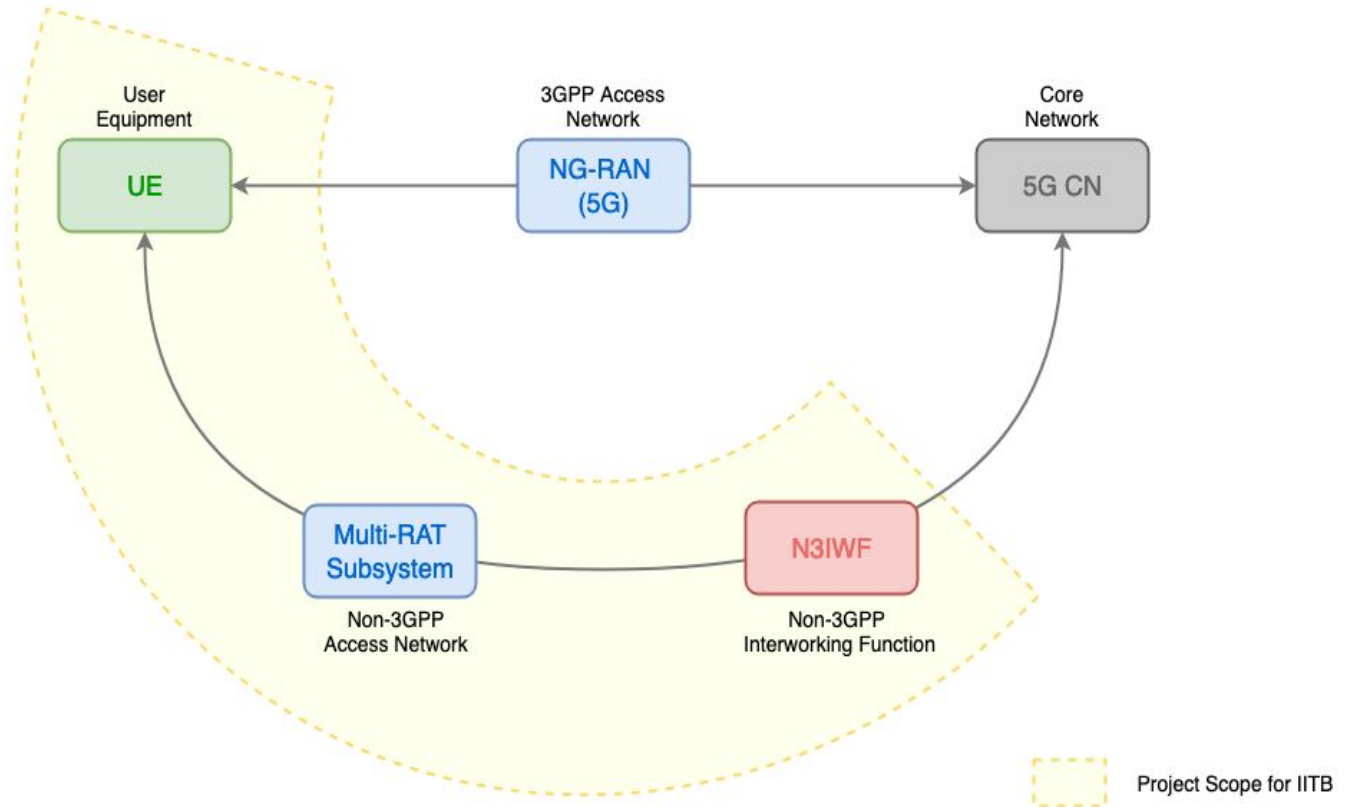 User
Equipment
UE
3GPP Access
Network
NG-RAN
(5G)
Core
Network
5G CN
Multi-RAT
Subsystem
Non-3GPP
Access Network
N3IWF
Non-3GPP
Interworking Function
Project Scope for IITB